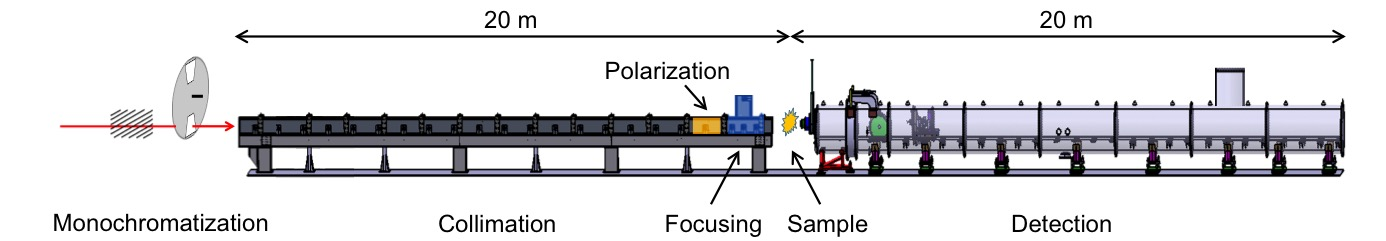 20 m
20 m
Polarization
Monochromatization
Collimation
Focusing
Sample
Detection